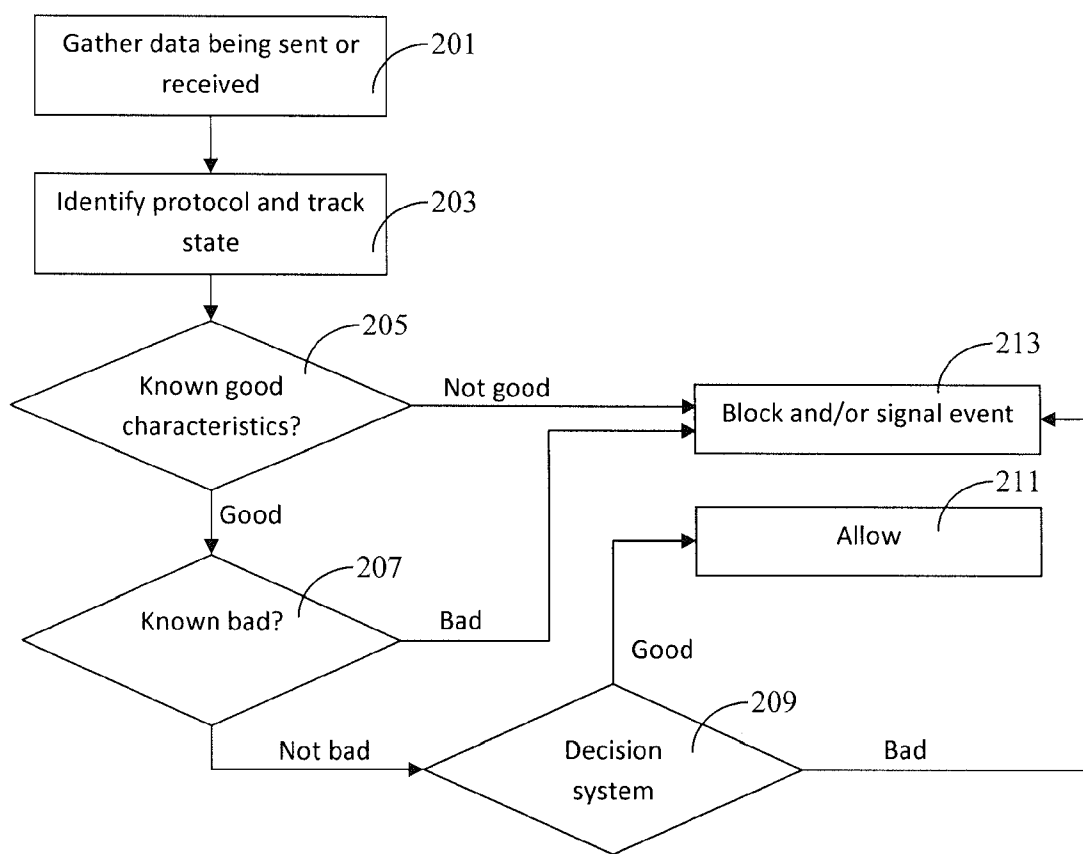 Gather data being sent or
received
201
Identify protocol and track
state
203
205
Known good
characteristics?
Not good
213
Block and/or signal event
Good
211
Allow
207
Known bad?
Bad
Good
209
Not bad
Decision
system
Bad